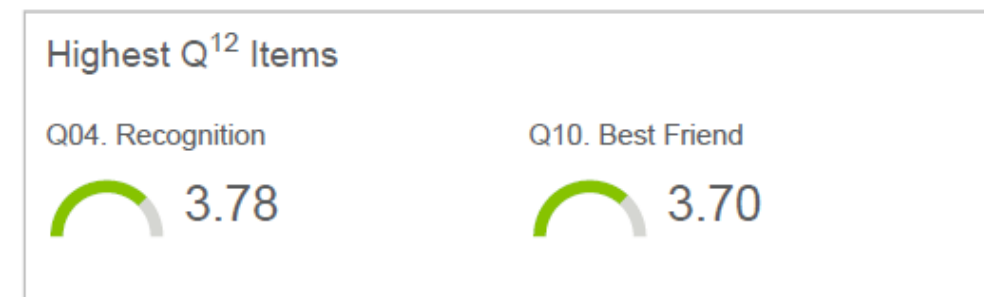 Highest Q¹² Items
Q04. Recognition
Q10. Best Friend
3.78
3.70